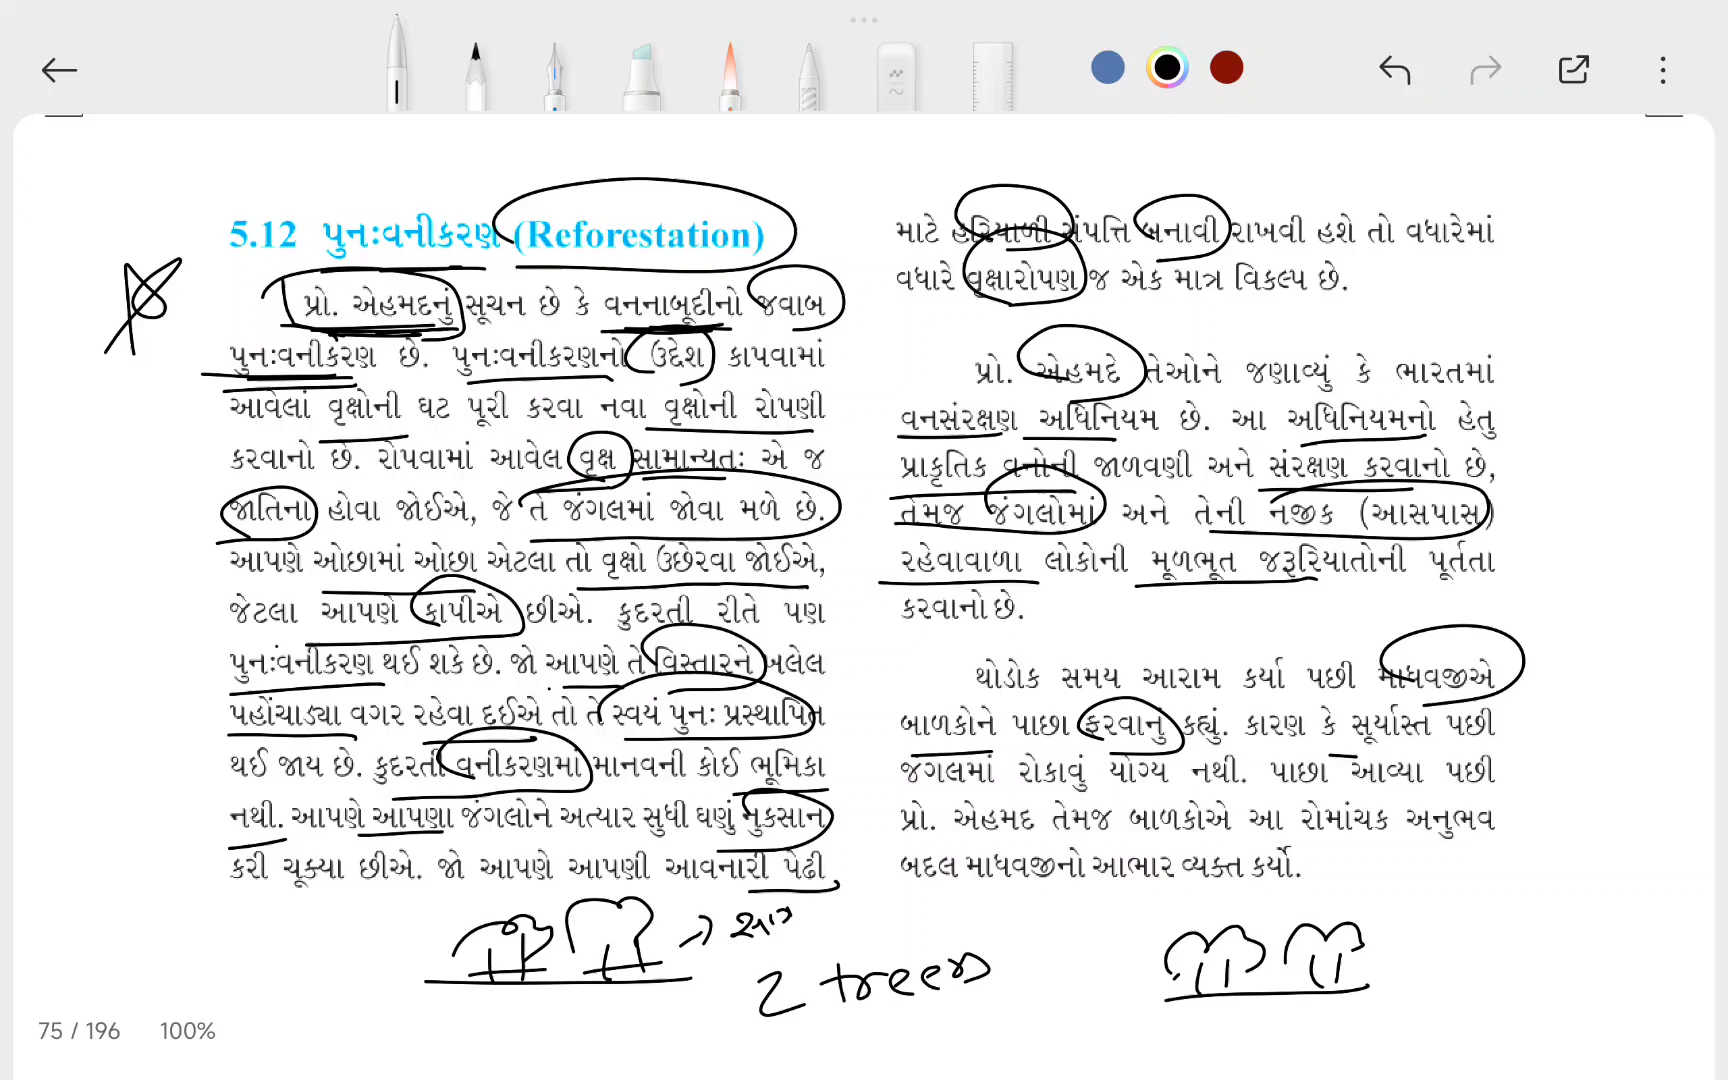 5.12 પુનઃવનીકરણ (Reforestation)
પ્રો. એહમદનું સૂચન છે કે વનનાબૂદીનો જવાબ
પુનઃવનીકરણ છે. પુનઃવનીકરણનો ઉદ્દેશ કાપવામાં
આવેલાં વૃક્ષોની ઘટ પૂરી કરવા નવા વૃક્ષોની રોપણી
કરવાનો છે. રોપવામાં આવેલ વૃક્ષ સામાન્યતઃ એ જ
જાતિના હોવા જોઈએ, જે તે જંગલમાં જોવા મળે છે.
આપણે ઓછામાં ઓછા એટલા તો વૃક્ષો ઉછેરવા જોઈએ,
જેટલા આપણે કાપીએ છીએ. કુદરતી રીતે પણ
પુનઃવનીકરણ થઈ શકે છે. જો આપણે તે વિસ્તારને ખલેલ
પહોંચાડ્યા વગર રહેવા દઈએ તો તે સ્વયં પુનઃ પ્રસ્થાપિત
થઈ જાય છે. કુદરતી વનીકરણમાં માનવની કોઈ ભૂમિકા
નથી. આપણે આપણા જંગલોને અત્યાર સુધી ઘણું નુકસાન
કરી ચૂક્યા છીએ. જો આપણે આપણી આવનારી પેઢી
માટે હરિયાળી સંપત્તિ બનાવી રાખવી હશે તો વધારેમાં
વધારે વૃક્ષારોપણ જ એક માત્ર વિકલ્પ છે.
પ્રો. એહમદે તેઓને જણાવ્યું કે ભારતમાં
વનસંરક્ષણ અધિનિયમ છે. આ અધિનિયમનો હેતુ
પ્રાકૃતિક વનોની જાળવણી અને સંરક્ષણ કરવાનો છે,
તેમજ જંગલોમાં અને તેની નજીક (આસપાસ)
રહેવાવાળા લોકોની મૂળભૂત જરૂરિયાતોની પૂર્તતા
કરવાનો છે.
થોડોક સમય આરામ કર્યા પછી માધવજીએ
બાળકોને પાછા ફરવાનું કહ્યું. કારણ કે સૂર્યાસ્ત પછી
જંગલમાં રોકાવું યોગ્ય નથી. પાછા આવ્યા પછી
પ્રો. એહમદ તેમજ બાળકોએ આ રોમાંચક અનુભવ
બદલ માધવજીનો આભાર વ્યક્ત કર્યો.
2 trees
75 / 196 100%